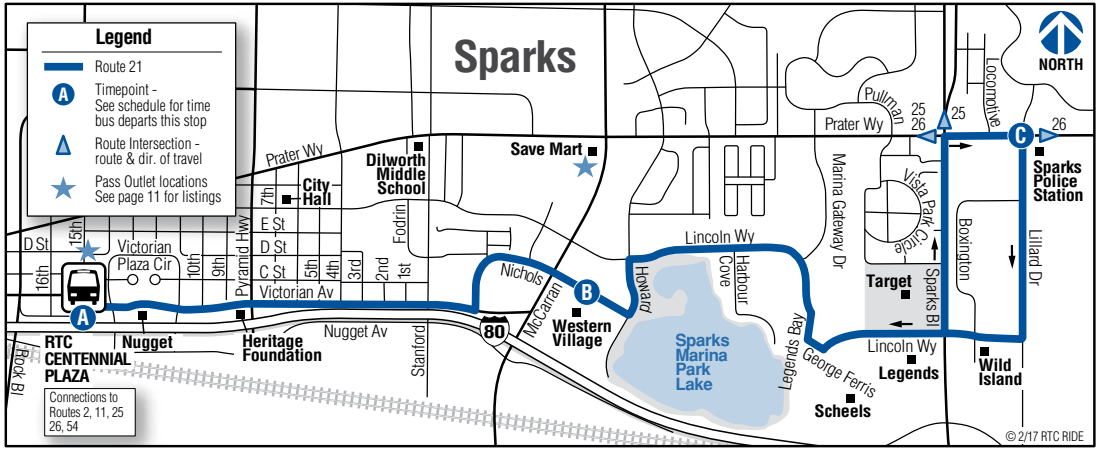 Legend
Route 21
A
Timepoint -
See schedule for time
bus departs this stop
Route Intersection -
route & dir. of travel
Pass Outlet locations
See page 11 for listings
Sparks
NORTH
Locomotive
Pullman
25
26
25
Prater Wy
C
26
Sparks
Police
Station
Save Mart
Dilworth
Middle
School
Prater Wy
City
Hall
7th
Pyramid Hwy
E St
D St
C St
5th
4th
3rd
2nd
1st
Fodrin
D St
15th
16th
Victorian
Plaza Cir
10th
9th
Victorian Av
Nichols
McCarran
B
Western
Village
Howard
Lincoln Wy
Harbour
Cove
Marina Gateway Dr
Vista Park
Circle
Boxington
Lillard Dr
Target
Sparks Bl
A
RTC
CENTENNIAL
PLAZA
Rock Bl
Nugget
Heritage
Foundation
Nugget Av
Stanford
80
Sparks
Marina
Park
Lake
Legends Bay
George Ferris
Lincoln Wy
Legends
Wild
Island
Scheels
Connections to
Routes 2, 11, 25
26, 54
© 2/17 RTC RIDE